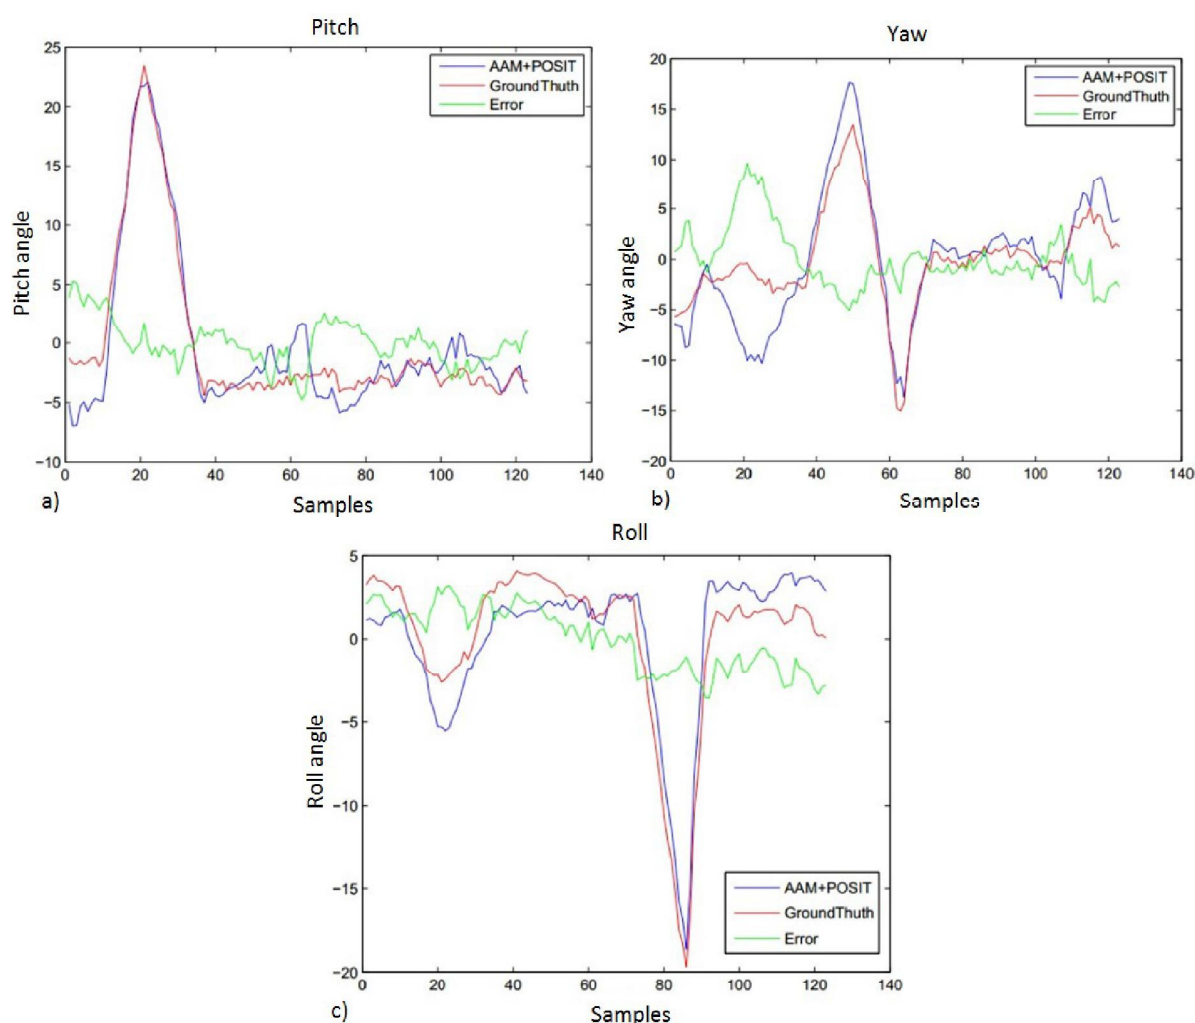 Pitch
25
20
15
10
5
0
−5
−10
0 20 40 60 80 100 120 140
Pitch angle
Samples
a)
AAM+POSIT
GroundThuth
Error
Yaw
20
15
10
5
0
−5
−10
−15
−20
0 20 40 60 80 100 120 140
Yaw angle
Samples
b)
AAM+POSIT
GroundThuth
Error
Roll
5
0
−5
−10
−15
−20
0 20 40 60 80 100 120 140
Roll angle
Samples
c)
AAM+POSIT
GroundThuth
Error